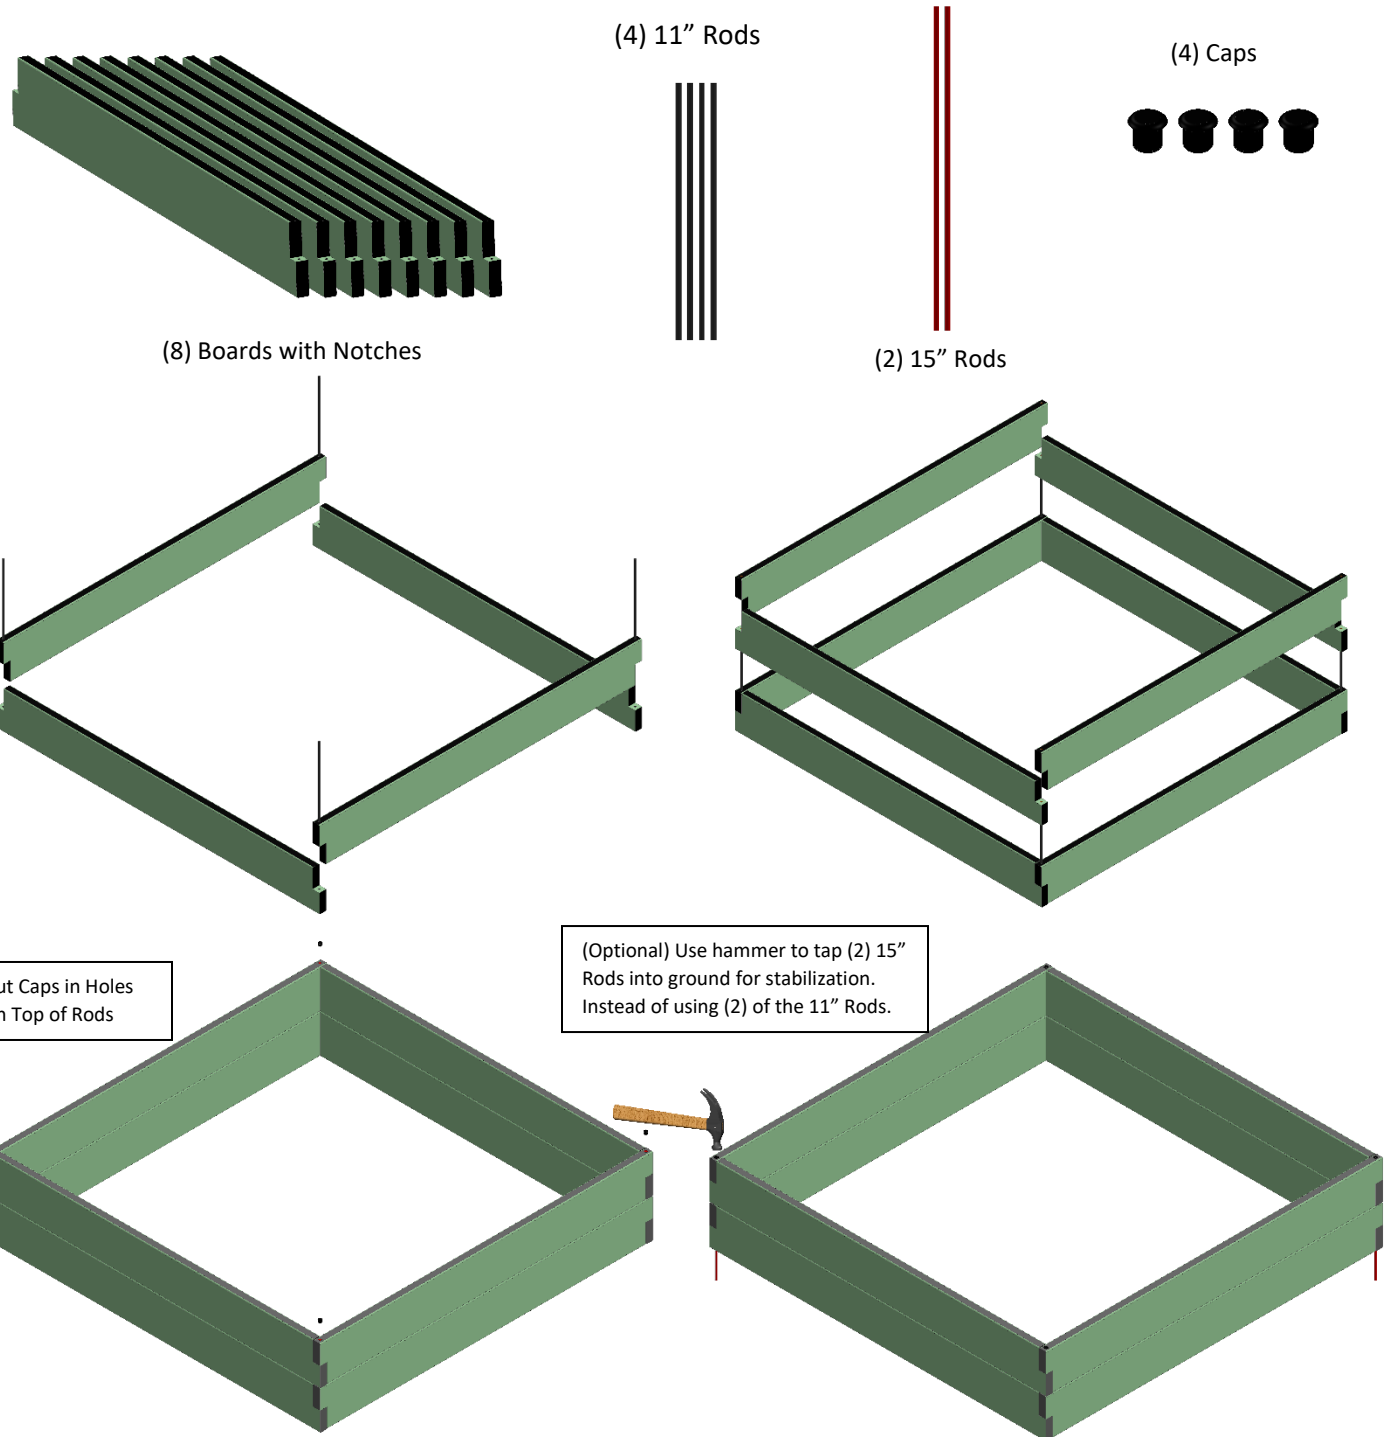 (4) 11” Rods
(4) Caps
(8) Boards with Notches
(2) 15” Rods
(Optional) Use hammer to tap (2) 15”
Rods into ground for stabilization.
Instead of using (2) of the 11” Rods.
Caps in Holes
Top of Rods